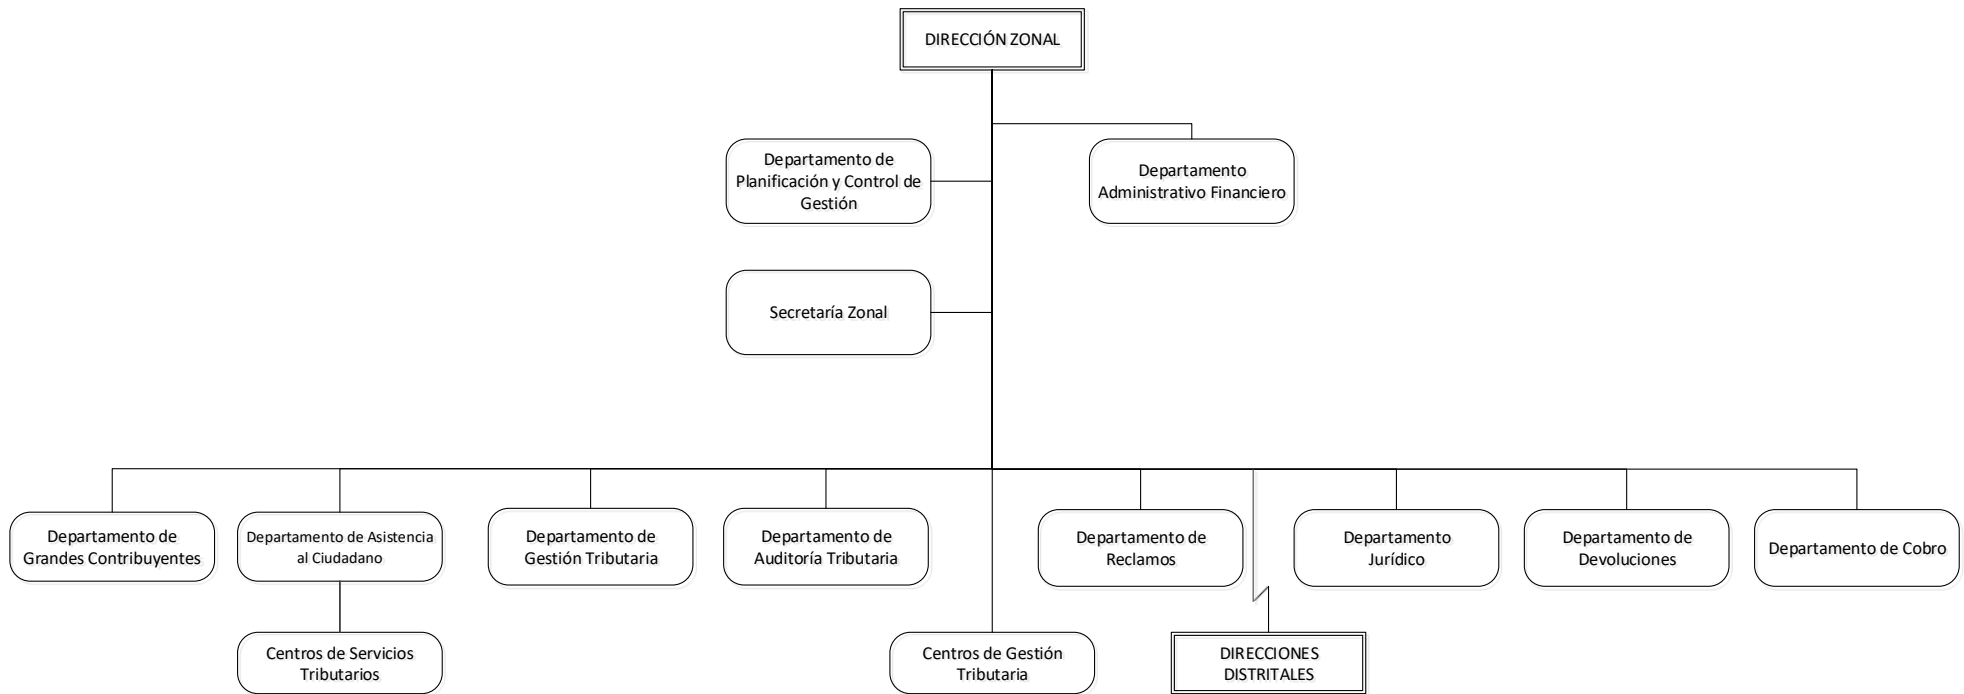 DIRECCIÓN ZONAL
Departamento de
Planificación y Control de
Gestión
Departamento
Administrativo Financiero
Secretaría Zonal
Departamento de
Grandes Contribuyentes
Departamento de Asistencia
al Ciudadano
Departamento de
Gestión Tributaria
Departamento de
Auditoría Tributaria
Departamento de
Reclamos
Departamento
Jurídico
Departamento de
Devoluciones
Departamento de Cobro
Centros de Servicios
Tributarios
Centros de Gestión
Tributaria
DIRECCIONES
DISTRITALES